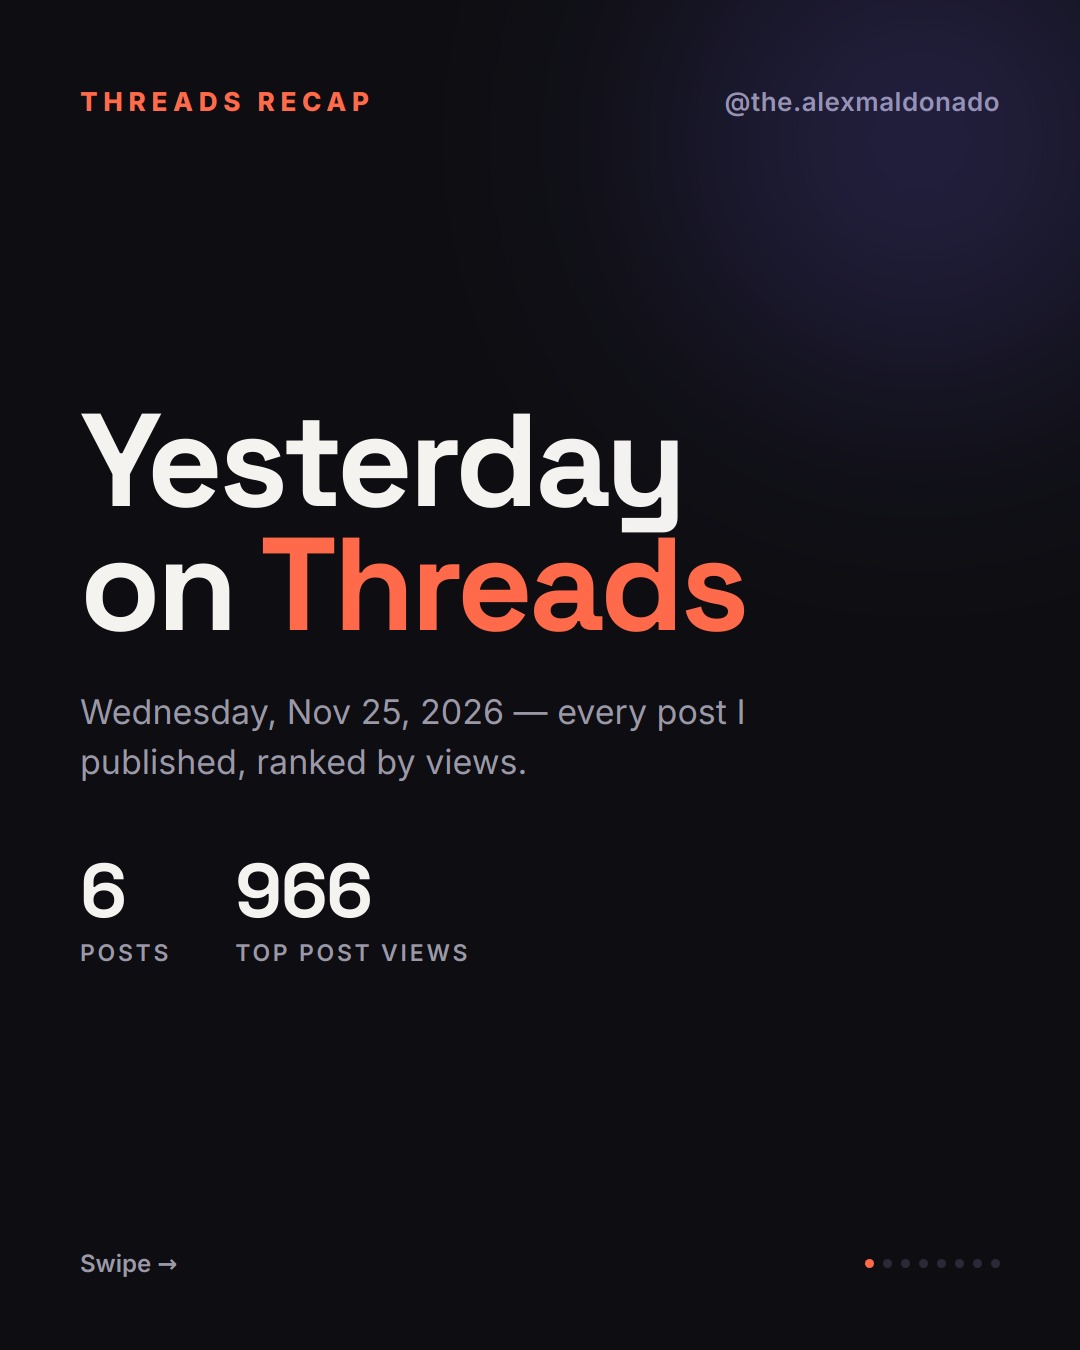 THREADS RECAP
@the.alexmaldonado
Yesterday
on Threads
Wednesday, Nov 25, 2026 — every post I
published, ranked by views.
6
POSTS
966
TOP POST VIEWS
Swipe →